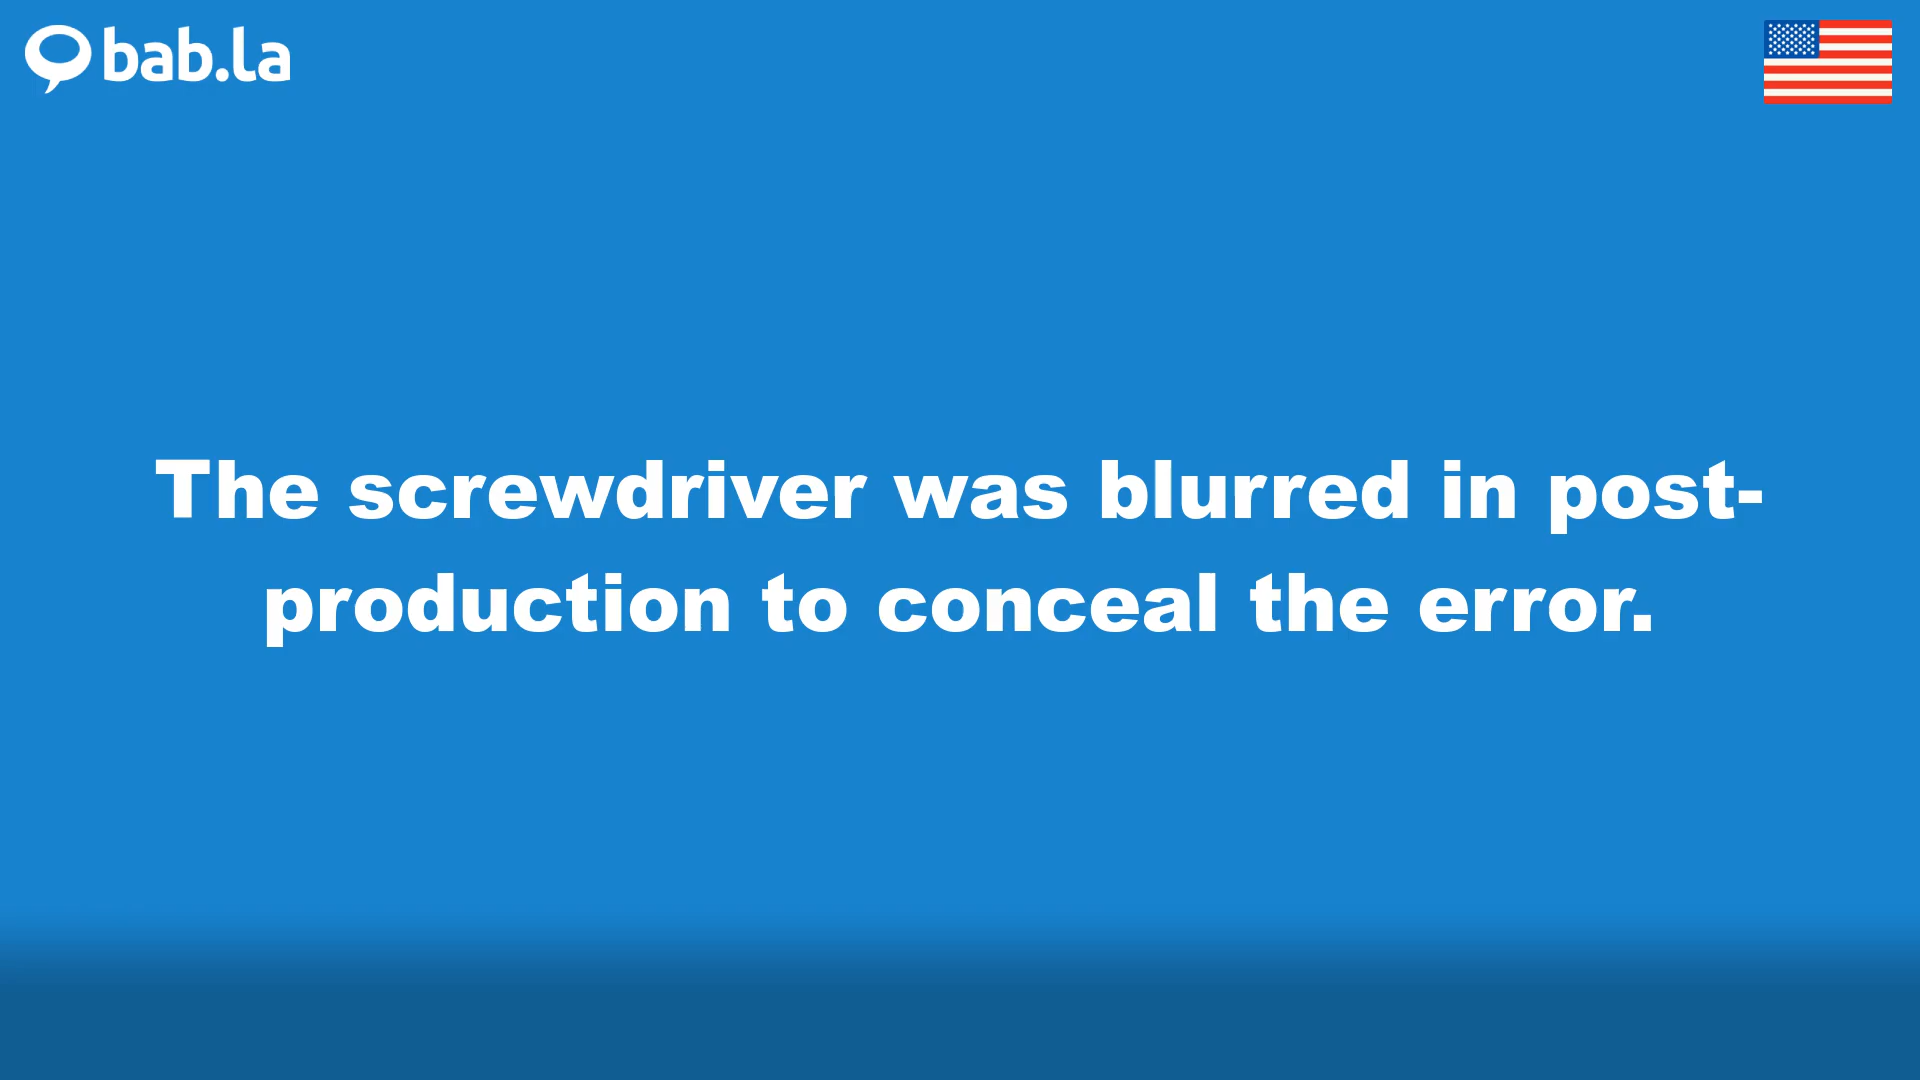 bab.la
The screwdriver was blurred in post-
production to conceal the error.